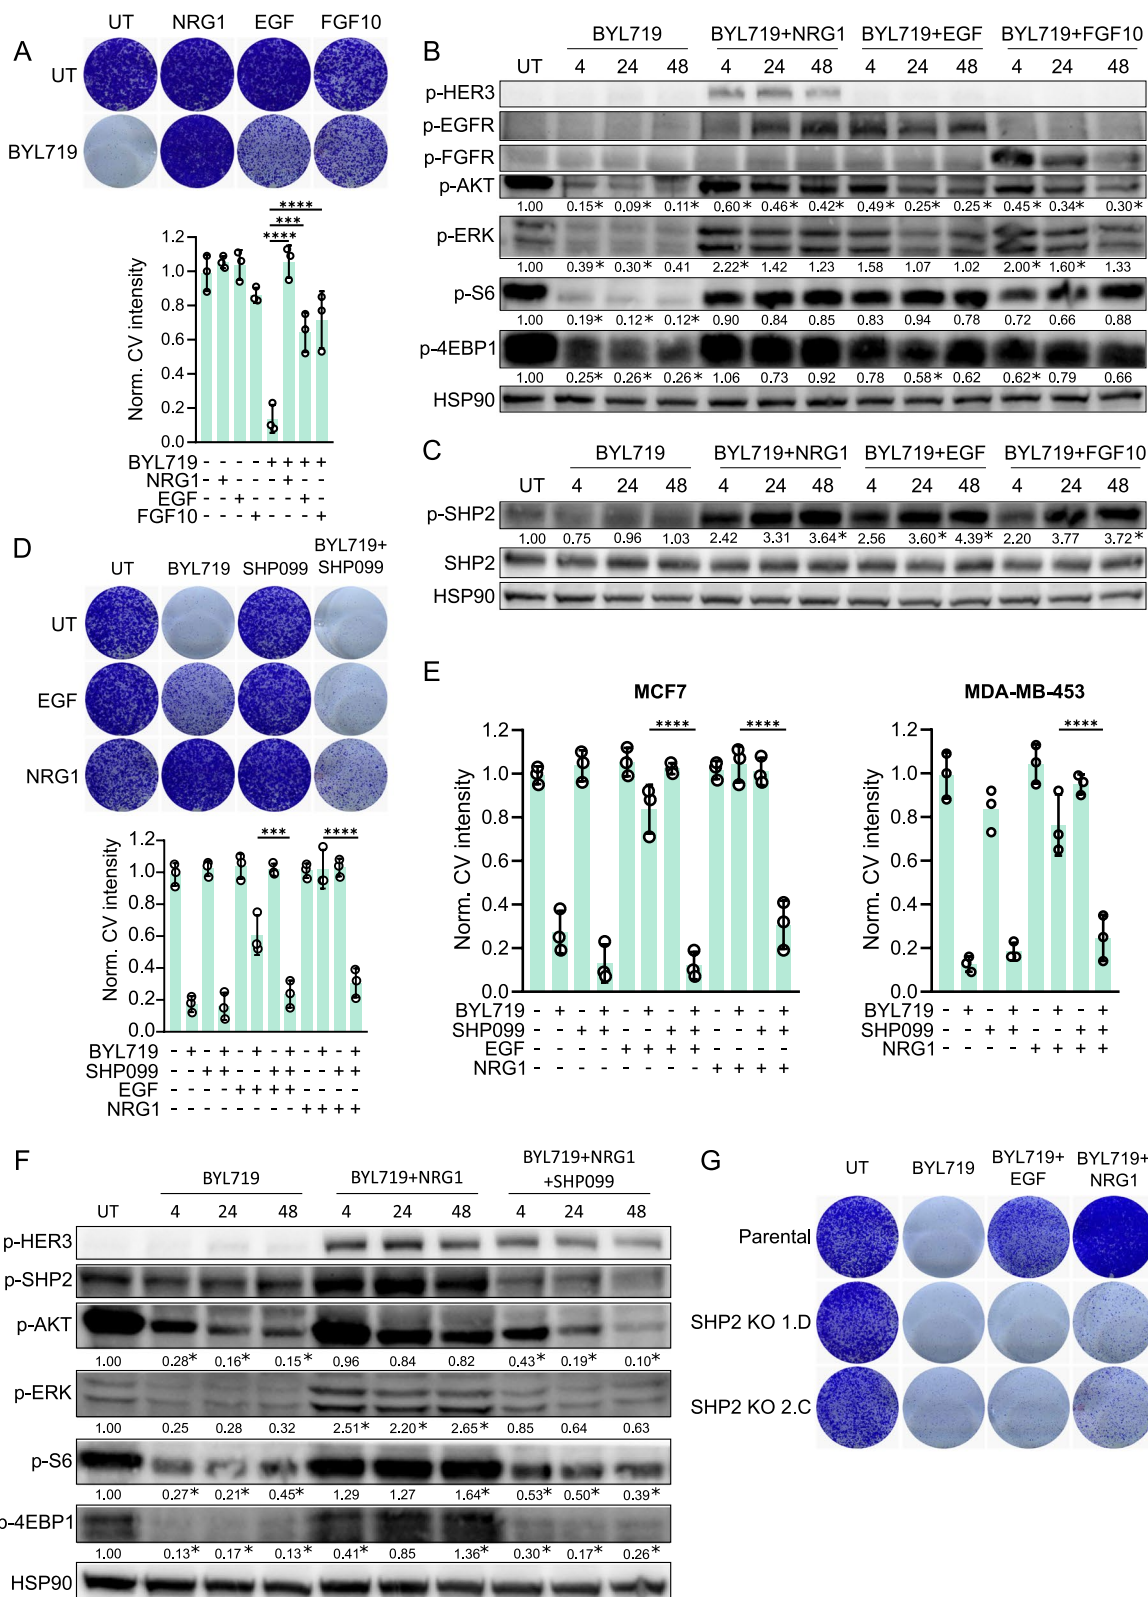 A
UT NRG1 EGF FGF10
UT
BYL719
**** 
***
****
Norm. CV intensity
1.2
1.0
0.8
0.6
0.4
0.2
0.0
BYL719 - - - - + + + +
NRG1 - + - - - + - -
EGF - - + - - - + -
FGF10 - - - + - - - +
B
BYL719 BYL719+NRG1 BYL719+EGF BYL719+FGF10
UT 4 24 48 4 24 48 4 24 48 4 24 48
p-HER3
p-EGFR
p-FGFR
p-AKT
1.00 0.15* 0.09* 0.11* 0.60* 0.46* 0.42* 0.49* 0.25* 0.25* 0.45* 0.34* 0.30*
p-ERK
1.00 0.39* 0.30* 0.41 2.22* 1.42 1.23 1.58 1.07 1.02 2.00* 1.60* 1.33
p-S6
1.00 0.19* 0.12* 0.12* 0.90 0.84 0.85 0.83 0.94 0.78 0.72 0.66 0.88
p-4EBP1
1.00 0.25* 0.26* 0.26* 1.06 0.73 0.92 0.78 0.58* 0.62 0.62* 0.79 0.66
HSP90
C
BYL719 BYL719+NRG1 BYL719+EGF BYL719+FGF10
UT 4 24 48 4 24 48 4 24 48 4 24 48
p-SHP2
1.00 0.75 0.96 1.03 2.42 3.31 3.64* 2.56 3.60* 4.39* 2.20 3.77 3.72*
SHP2
HSP90
D
UT BYL719 SHP099 BYL719+
SHP099
UT
EGF
NRG1
*** ****
Norm. CV intensity
1.2
1.0
0.8
0.6
0.4
0.2
0.0
BYL719 - + - + - + - + - + - +
SHP099 - - + + - - + + - - + +
EGF - - - - + + + + - - - -
NRG1 - - - - - - - - + + + +
E
MCF7
**** ****
Norm. CV intensity
1.2
1.0
0.8
0.6
0.4
0.2
0.0
BYL719 - + - + - + - + - + - +
SHP099 - - + + - - + + - - + +
EGF - - - - + + + + - - - -
NRG1 - - - - - - - - + + + +
MDA-MB-453
****
Norm. CV intensity
1.2
1.0
0.8
0.6
0.4
0.2
0.0
BYL719 - + - + - + - +
SHP099 - - + + - - + +
NRG1 - - - - + + + +
F
BYL719 BYL719+NRG1 BYL719+NRG1
+SHP099
UT 4 24 48 4 24 48 4 24 48
p-HER3
p-SHP2
p-AKT
1.00 0.28* 0.16* 0.15* 0.96 0.84 0.82 0.43* 0.19* 0.10*
p-ERK
1.00 0.25 0.28 0.32 2.51* 2.20* 2.65* 0.85 0.64 0.63
p-S6
1.00 0.27* 0.21* 0.45* 1.29 1.27 1.64* 0.53* 0.50* 0.39*
p-4EBP1
1.00 0.13* 0.17* 0.13* 0.41* 0.85 1.36* 0.30* 0.17* 0.26*
HSP90
G
UT BYL719 BYL719+
EGF BYL719+
NRG1
Parental
SHP2 KO 1.D
SHP2 KO 2.C